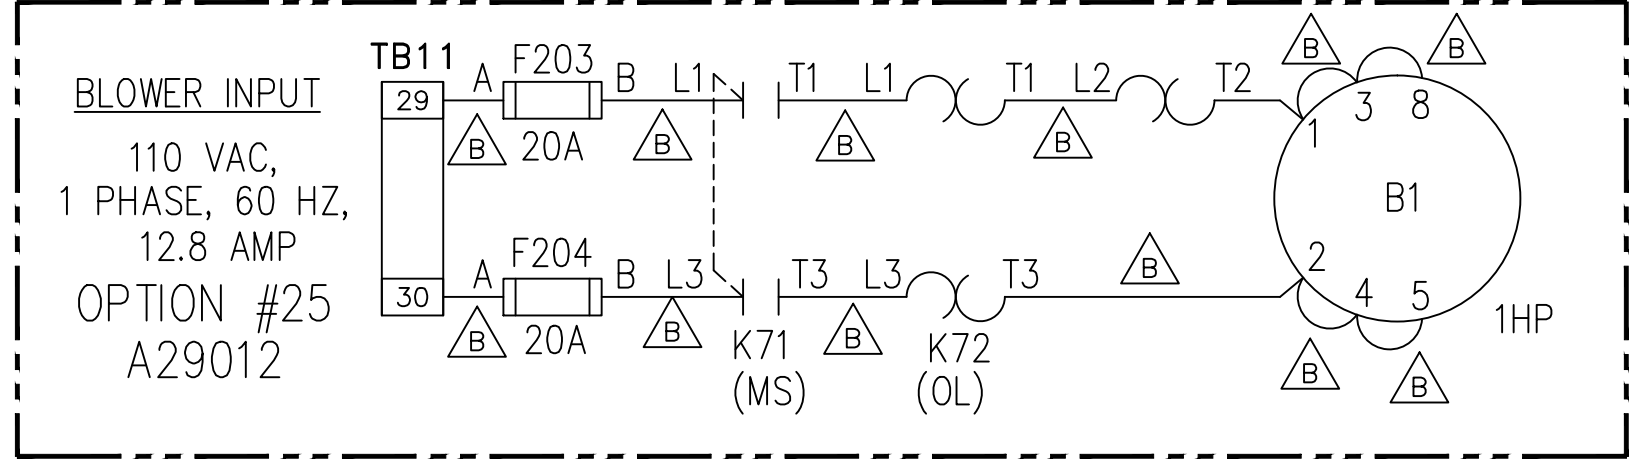 BLOWER INPUT
110 VAC,
1 PHASE, 60 HZ,
12.8 AMP
OPTION #25
A29012
TB11
29
30
A
F203
B
20A
B
B
L1
T1
B
L1
T1
B
L2
T2
A
F204
B
20A
B
B
L3
T3
B
L3
T3
B
K71
(MS)
K72
(OL)
B
B
1
3
8
B1
2
4
5
1HP
B
B